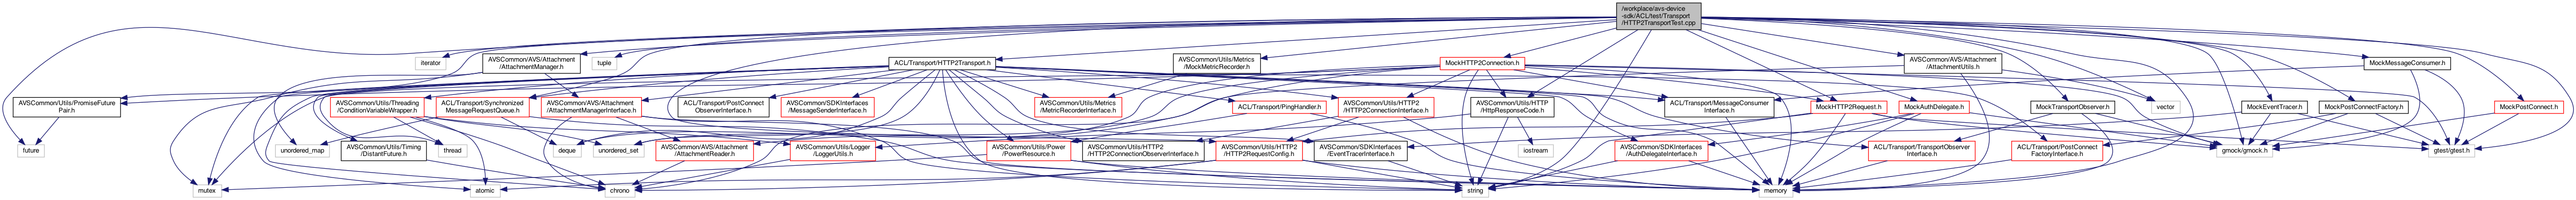 /workplace/avs-device
-sdk/ACL/test/Transport
/HTTP2TransportTest.cpp
iterator
AVSCommon/AVS/Attachment
/AttachmentManager.h
tuple
ACL/Transport/HTTP2Transport.h
AVSCommon/Utils/Metrics
/MockMetricRecorder.h
MockHTTP2Connection.h
AVSCommon/AVS/Attachment
/AttachmentUtils.h
MockMessageConsumer.h
AVSCommon/Utils/PromiseFuture
Pair.h
AVSCommon/Utils/Threading
/ConditionVariableWrapper.h
ACL/Transport/Synchronized
MessageRequestQueue.h
AVSCommon/AVS/Attachment
/AttachmentManagerInterface.h
ACL/Transport/PostConnect
ObserverInterface.h
AVSCommon/SDKInterfaces
/MessageSenderInterface.h
AVSCommon/Utils/Metrics
/MetricRecorderInterface.h
ACL/Transport/PingHandler.h
AVSCommon/Utils/HTTP2
/HTTP2ConnectionInterface.h
AVSCommon/Utils/HTTP
/HttpResponseCode.h
ACL/Transport/MessageConsumer
Interface.h
MockHTTP2Request.h
MockAuthDelegate.h
MockTransportObserver.h
vector
MockEventTracer.h
MockPostConnectFactory.h
MockPostConnect.h
future
unordered_map
AVSCommon/Utils/Timing
/DistantFuture.h
thread
deque
unordered_set
AVSCommon/AVS/Attachment
/AttachmentReader.h
AVSCommon/Utils/Logger
/LoggerUtils.h
AVSCommon/Utils/Power
/PowerResource.h
AVSCommon/Utils/HTTP2
/HTTP2ConnectionObserverInterface.h
AVSCommon/Utils/HTTP2
/HTTP2RequestConfig.h
AVSCommon/SDKInterfaces
/EventTracerInterface.h
iostream
AVSCommon/SDKInterfaces
/AuthDelegateInterface.h
ACL/Transport/TransportObserver
Interface.h
ACL/Transport/PostConnect
FactoryInterface.h
gmock/gmock.h
gtest/gtest.h
mutex
atomic
chrono
string
memory